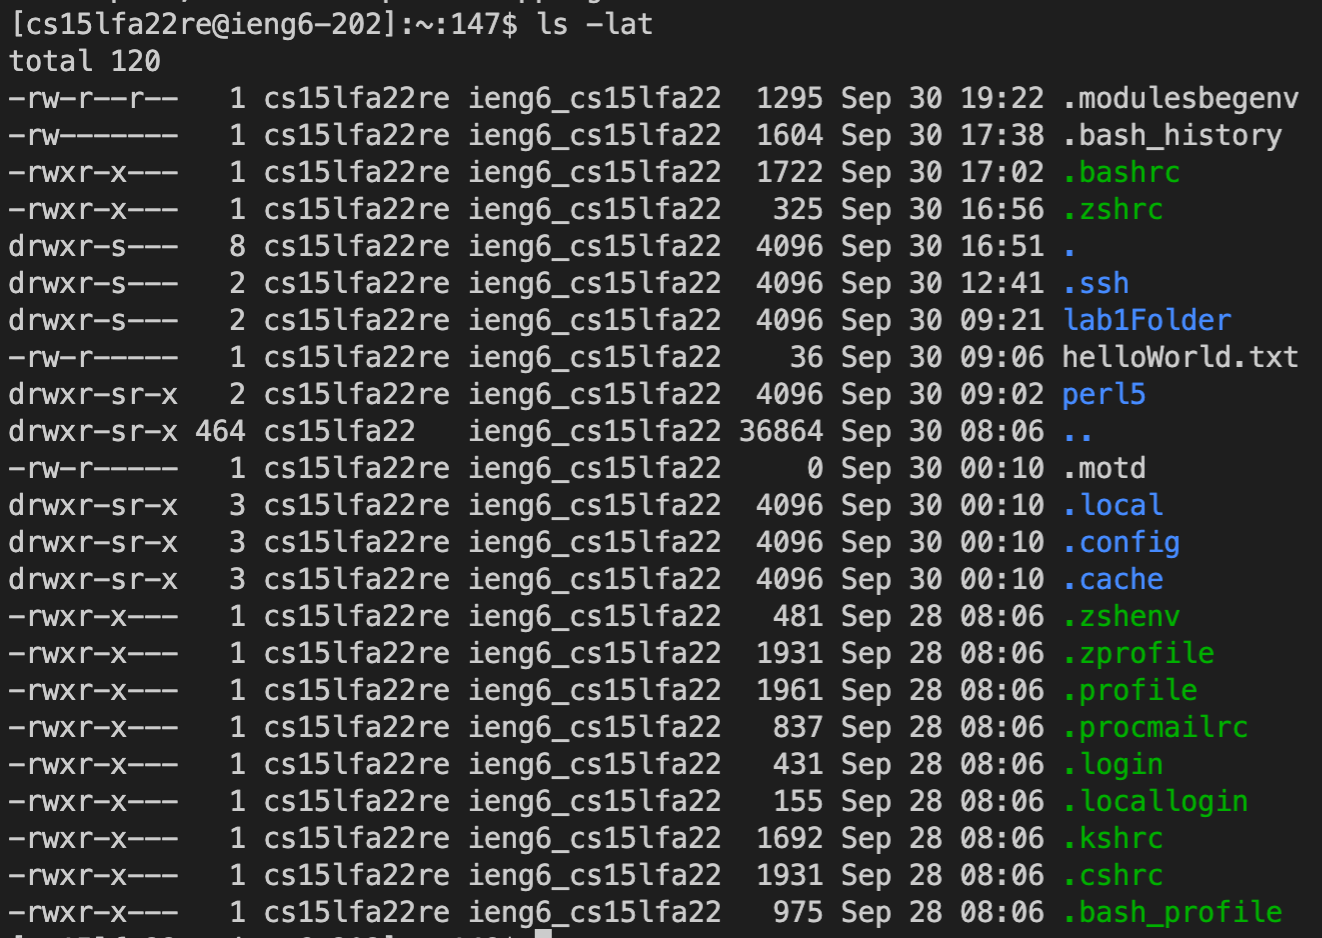 [cs15lfa22re@ieng6-202]:~:147$ ls -lat
total 120
-rw-r--r--   1 cs15lfa22re ieng6_cs15lfa22  1295 Sep 30 19:22 .modulesbegenv
-rw-------   1 cs15lfa22re ieng6_cs15lfa22  1604 Sep 30 17:38 .bash_history
-rwxr-x---   1 cs15lfa22re ieng6_cs15lfa22  1722 Sep 30 17:02 .bashrc
-rwxr-x---   1 cs15lfa22re ieng6_cs15lfa22   325 Sep 30 16:56 .zshrc
drwxr-s---   8 cs15lfa22re ieng6_cs15lfa22  4096 Sep 30 16:51 .
drwxr-s---   2 cs15lfa22re ieng6_cs15lfa22  4096 Sep 30 12:41 .ssh
drwxr-s---   2 cs15lfa22re ieng6_cs15lfa22  4096 Sep 30 09:21 lab1Folder
-rw-r-----   1 cs15lfa22re ieng6_cs15lfa22    36 Sep 30 09:06 helloWorld.txt
drwxr-sr-x   2 cs15lfa22re ieng6_cs15lfa22  4096 Sep 30 09:02 perl5
drwxr-sr-x 464 cs15lfa22   ieng6_cs15lfa22 36864 Sep 30 08:06 ..
-rw-r-----   1 cs15lfa22re ieng6_cs15lfa22     0 Sep 30 00:10 .motd
drwxr-sr-x   3 cs15lfa22re ieng6_cs15lfa22  4096 Sep 30 00:10 .local
drwxr-sr-x   3 cs15lfa22re ieng6_cs15lfa22  4096 Sep 30 00:10 .config
drwxr-sr-x   3 cs15lfa22re ieng6_cs15lfa22  4096 Sep 30 00:10 .cache
-rwxr-x---   1 cs15lfa22re ieng6_cs15lfa22   481 Sep 28 08:06 .zshenv
-rwxr-x---   1 cs15lfa22re ieng6_cs15lfa22  1931 Sep 28 08:06 .zprofile
-rwxr-x---   1 cs15lfa22re ieng6_cs15lfa22  1961 Sep 28 08:06 .profile
-rwxr-x---   1 cs15lfa22re ieng6_cs15lfa22   837 Sep 28 08:06 .procmailrc
-rwxr-x---   1 cs15lfa22re ieng6_cs15lfa22   431 Sep 28 08:06 .login
-rwxr-x---   1 cs15lfa22re ieng6_cs15lfa22   155 Sep 28 08:06 .locallogin
-rwxr-x---   1 cs15lfa22re ieng6_cs15lfa22  1692 Sep 28 08:06 .kshrc
-rwxr-x---   1 cs15lfa22re ieng6_cs15lfa22  1931 Sep 28 08:06 .cshrc
-rwxr-x---   1 cs15lfa22re ieng6_cs15lfa22   975 Sep 28 08:06 .bash_profile